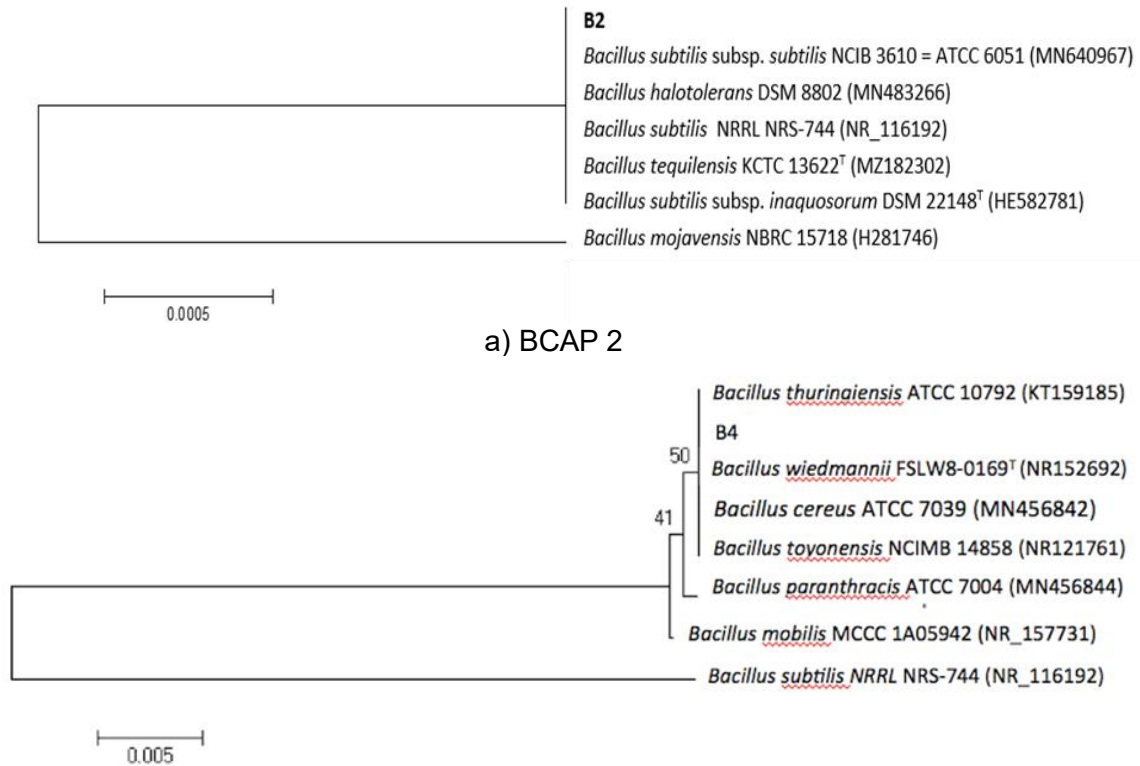 B2
Bacillus subtilis subsp. subtilis NCIB 3610 = ATCC 6051 (MN640967)
Bacillus halotolerans DSM 8802 (MN483266)
Bacillus subtilis NRRL NRS-744 (NR_116192)
Bacillus tequilensis KCTC 13622ᵀ (MZ182302)
Bacillus subtilis subsp. inaquosorum DSM 22148ᵀ (HE582781)
Bacillus mojavensis NBRC 15718 (H281746)
0.0005
a) BCAP 2
Bacillus thurinaiensis ATCC 10792 (KT159185)
B4
50
Bacillus wiedmannii FSLW8-0169ᵀ (NR152692)
Bacillus cereus ATCC 7039 (MN456842)
41
Bacillus toyonensis NCIMB 14858 (NR121761)
Bacillus paranthracis ATCC 7004 (MN456844)
Bacillus mobilis MCCC 1A05942 (NR_157731)
Bacillus subtilis NRRL NRS-744 (NR_116192)
0.005